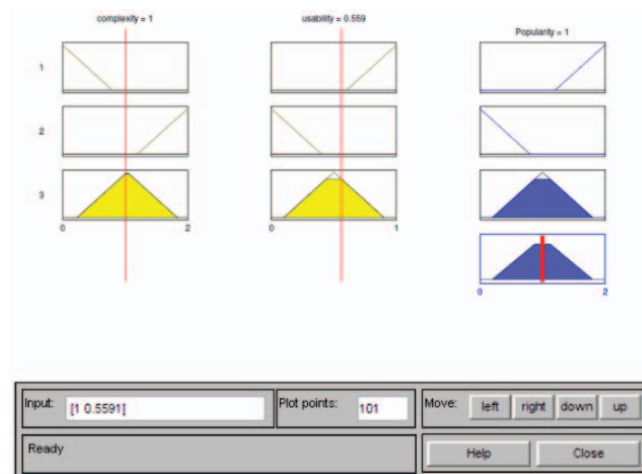 complexity = 1
usability = 0.559
Popularity = 1
1
2
3
0 2
0 1
0 2
Input: [1 0.5591]
Plot points: 101
Move: left right down up
Ready
Help Close